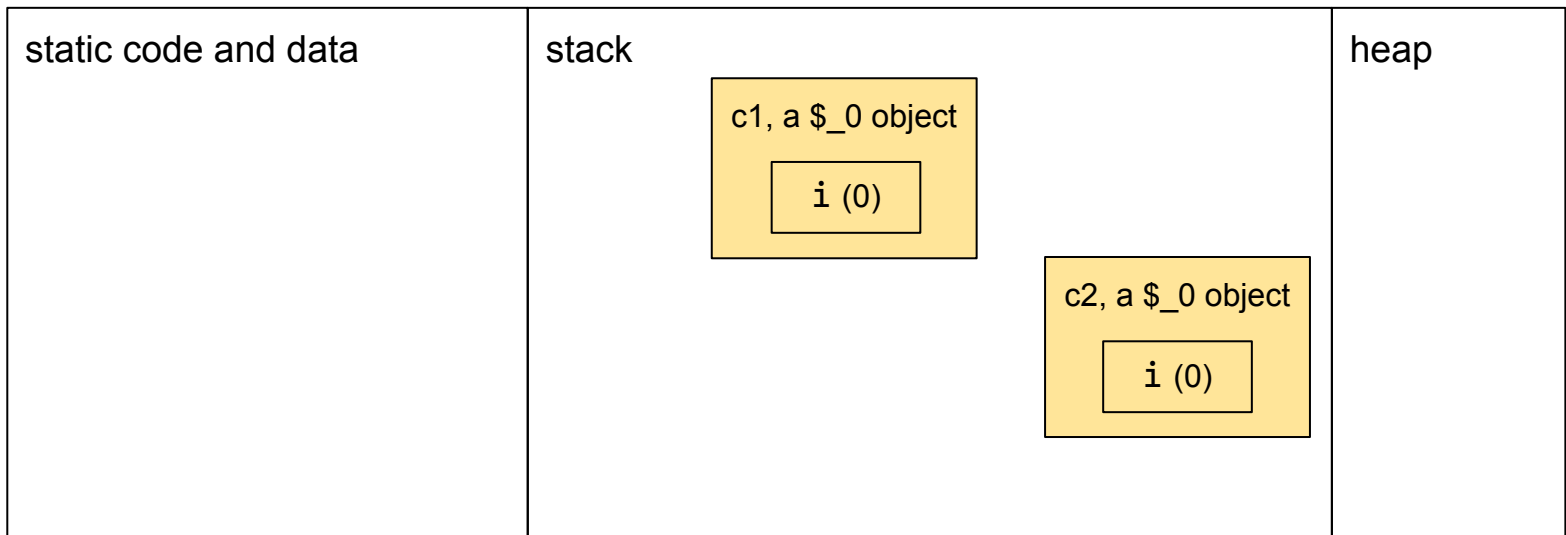 static code and data
stack
heap
c1, a $_0 object
i (0)
c2, a $_0 object
i (0)